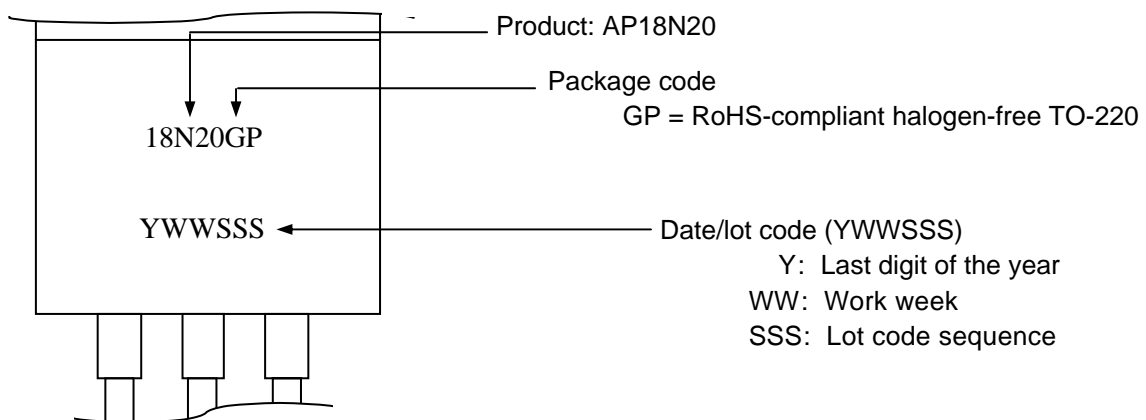 Product: AP18N20
Package code
GP = RoHS-compliant halogen-free TO-220
18N20GP
YWWSSS
Date/lot code (YWWSSS)
Y: Last digit of the year
WW: Work week
SSS: Lot code sequence